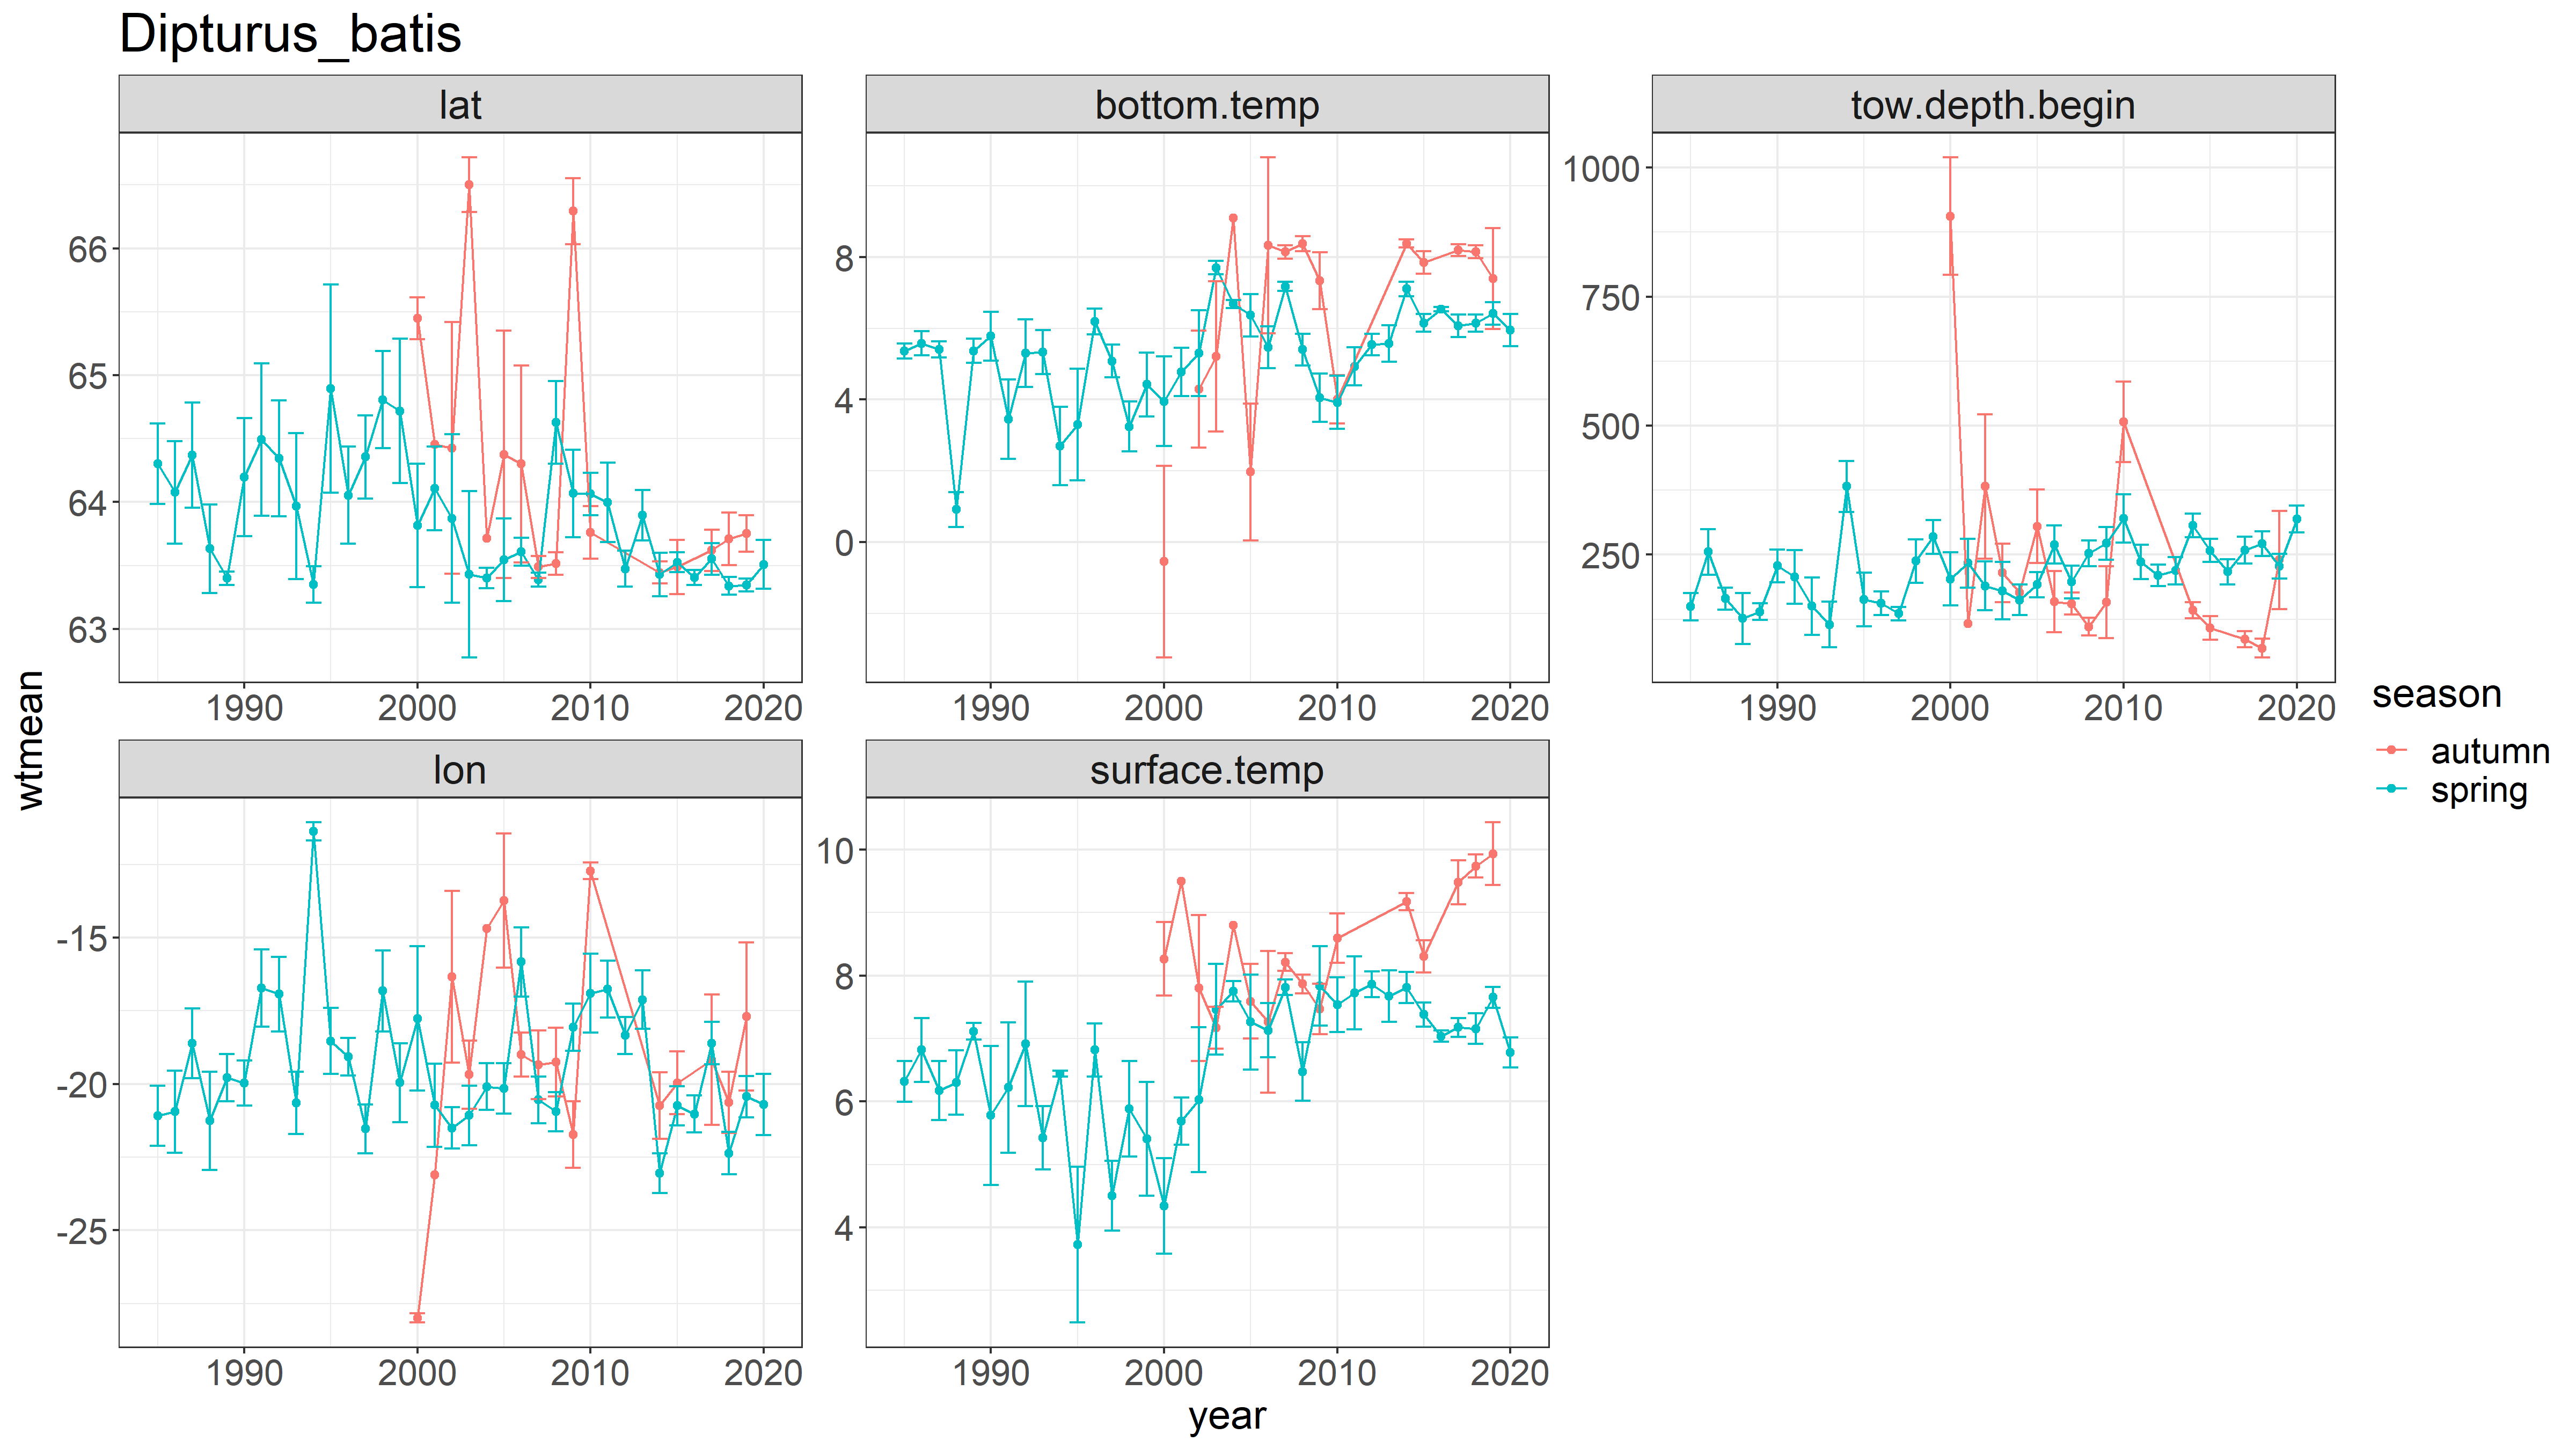 Dipturus_batis
lat
bottom.temp
tow.depth.begin
66
65
64
63
8
4
0
1000
750
500
250
1990 2000 2010 2020
1990 2000 2010 2020
1990 2000 2010 2020
lon
surface.temp
-15
-20
-25
10
8
6
4
1990 2000 2010 2020
1990 2000 2010 2020
wtmean
year
season
autumn
spring